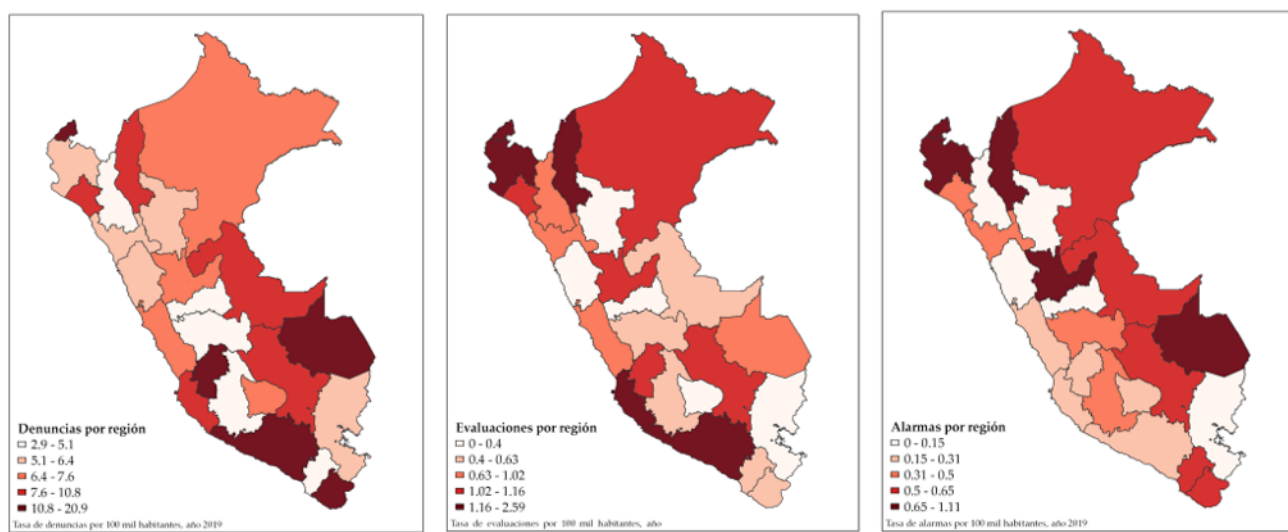 Denuncias por región
2.9 - 5.1
5.1 - 6.4
6.4 - 7.6
7.6 - 10.8
10.8 - 20.9
Tasa de denuncias por 100 mil habitantes, año 2019
Evaluaciones por región
0 - 0.4
0.4 - 0.63
0.63 - 1.02
1.02 - 1.16
1.16 - 2.59
Tasa de evaluaciones por 100 mil habitantes, año
Alarmas por región
0 - 0.15
0.15 - 0.31
0.31 - 0.5
0.5 - 0.65
0.65 - 1.11
Tasa de alarmas por 100 mil habitantes, año 2019